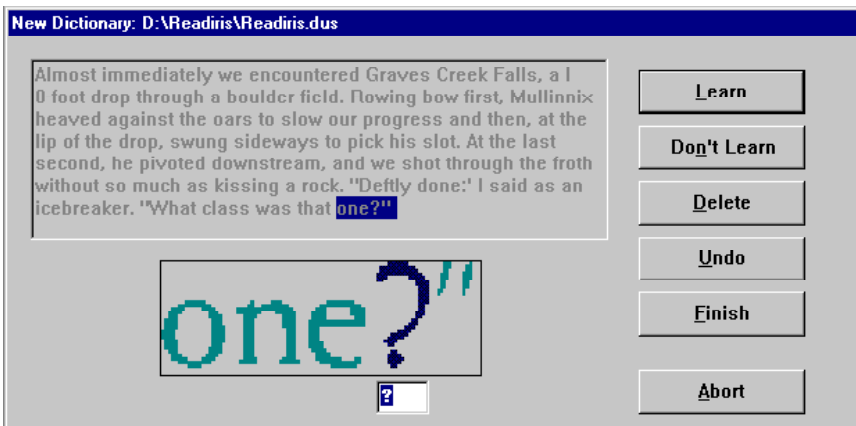 New Dictionary: D:\Readiris\Readiris.dus
Almost immediately we encountered Graves Creek Falls, a l
0 foot drop through a bouldcr ficld. Rowing bow first, Mullinnix
heaved against the oars to slow our progress and then, at the
lip of the drop, swung sideways to pick his slot. At the last
second, he pivoted downstream, and we shot through the froth
without so much as kissing a rock. "Deftly done:' I said as an
icebreaker. "What class was that one?"
one?"
?
Learn
Don't Learn
Delete
Undo
Finish
Abort